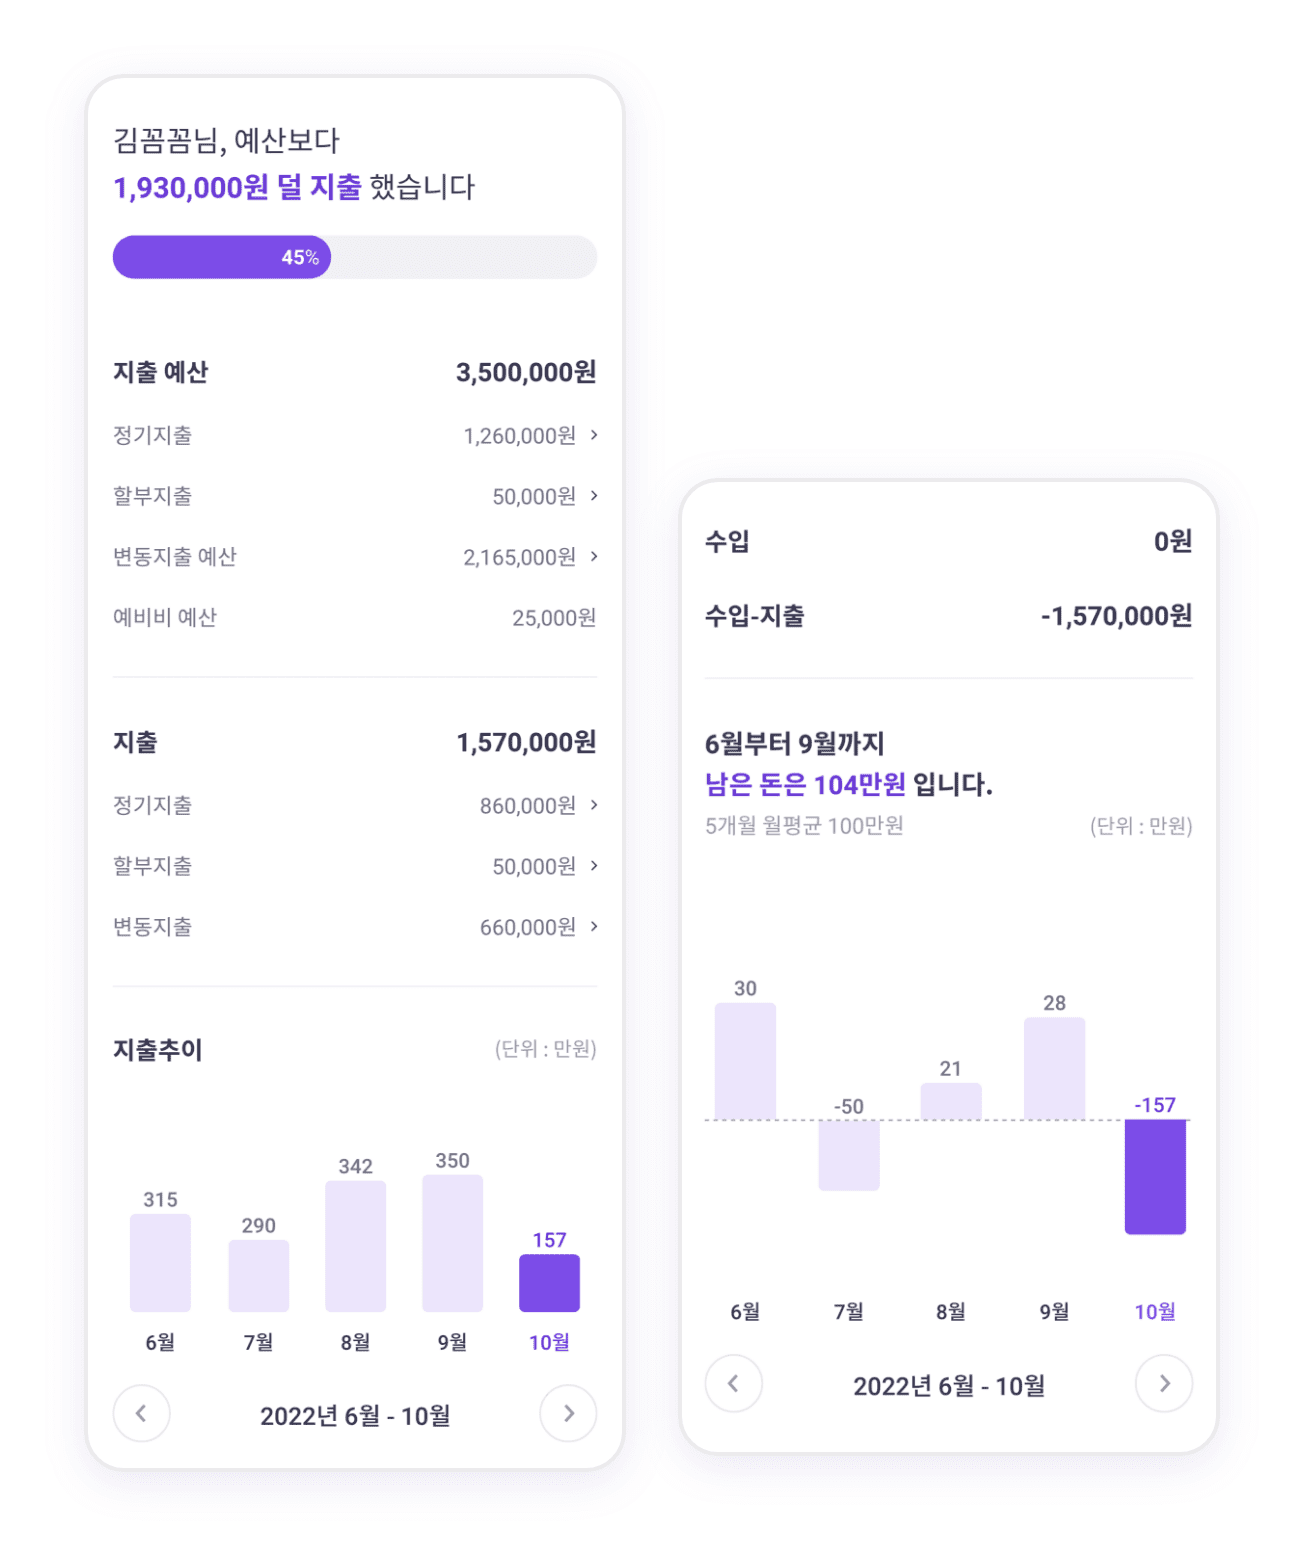 김꼼꼼님, 예산보다
1,930,000원 덜 지출 했습니다
45%
지출 예산 3,500,000원
정기지출 1,260,000원
할부지출 50,000원
변동지출 예산 2,165,000원
예비비 예산 25,000원
지출 1,570,000원
정기지출 860,000원
할부지출 50,000원
변동지출 660,000원
지출추이 (단위 : 만원)
315 290 342 350 157
6월 7월 8월 9월 10월
2022년 6월 - 10월
수입 0원
수입-지출 -1,570,000원
6월부터 9월까지
남은 돈은 104만원 입니다.
5개월 월평균 100만원 (단위 : 만원)
30 -50 21 28 -157
6월 7월 8월 9월 10월
2022년 6월 - 10월